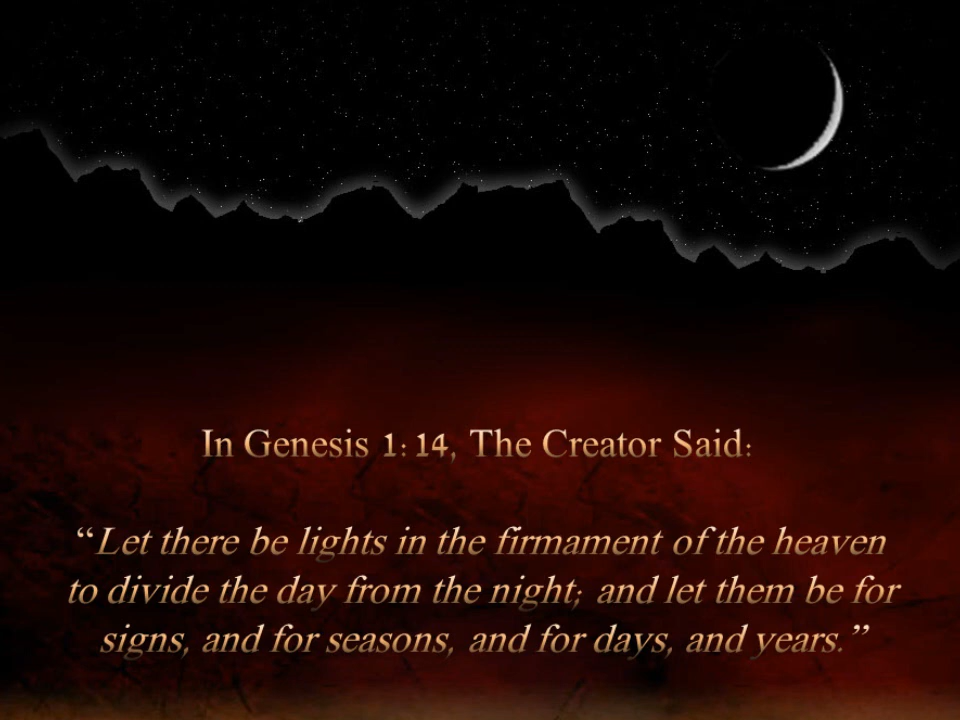 In Genesis 1:14, The Creator Said:
“Let there be lights in the firmament of the heaven
to divide the day from the night; and let them be for
signs, and for seasons, and for days, and years.”